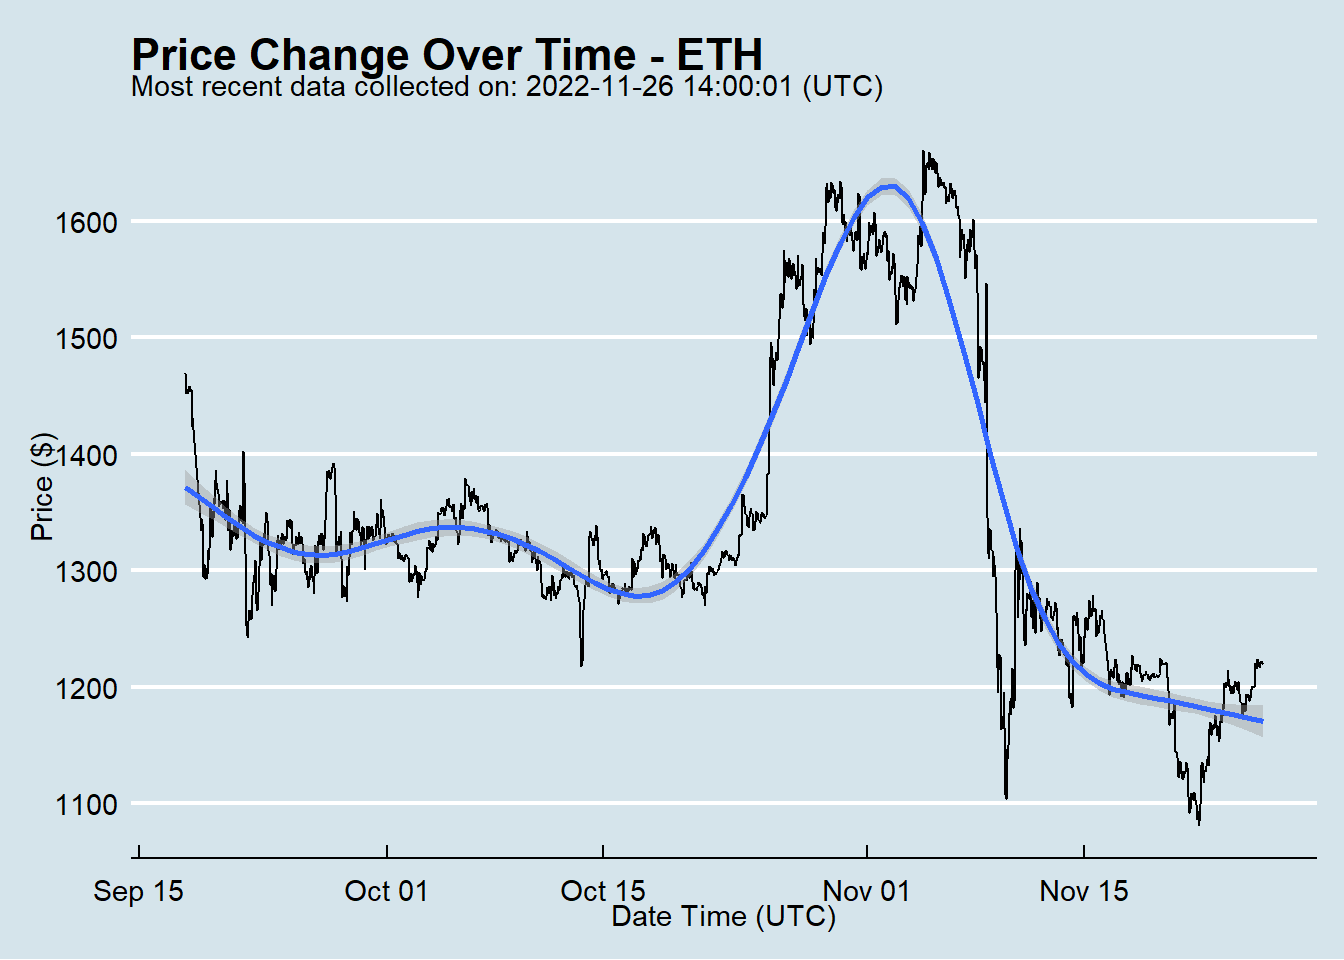 Price Change Over Time - ETH
Most recent data collected on: 2022-11-26 14:00:01 (UTC)
Price ($)
1600
1500
1400
1300
1200
1100
Sep 15
Oct 01
Oct 15
Nov 01
Nov 15
Date Time (UTC)